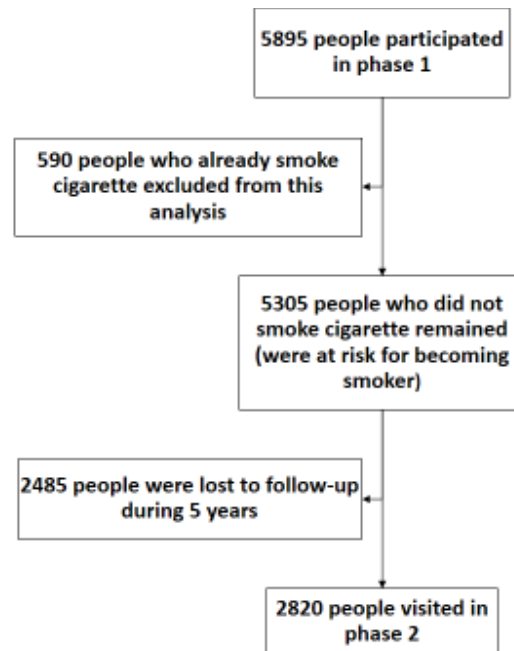 5895 people participated
in phase 1
590 people who already smoke
cigarette excluded from this
analysis
5305 people who did not
smoke cigarette remained
(were at risk for becoming
smoker)
2485 people were lost to follow-up
during 5 years
2820 people visited in
phase 2